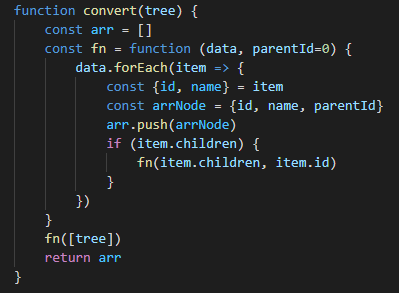 function convert(tree) {
    const arr = []
    const fn = function (data, parentId=0) {
        data.forEach(item => {
            const {id, name} = item
            const arrNode = {id, name, parentId}
            arr.push(arrNode)
            if (item.children) {
                fn(item.children, item.id)
            }
        })
    }
    fn([tree])
    return arr
}